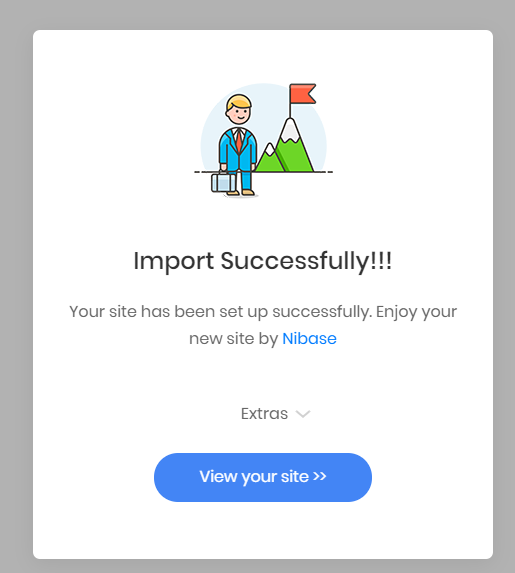 Import Successfully!!!
Your site has been set up successfully. Enjoy your
new site by Nibase
Extras
View your site >>